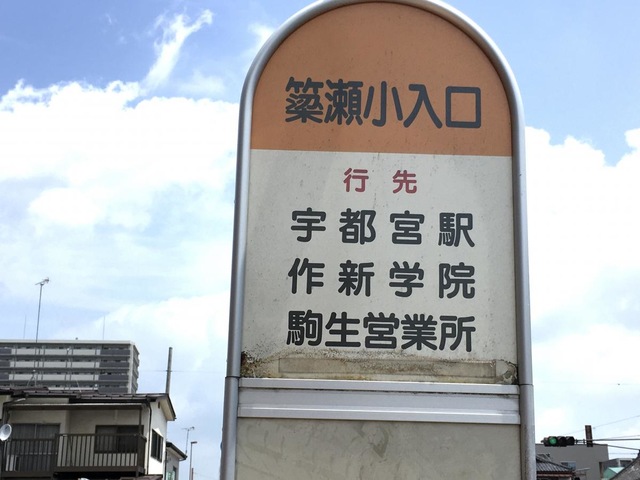 簗瀬小入口
行先
宇都宮駅
作新学院
駒生営業所